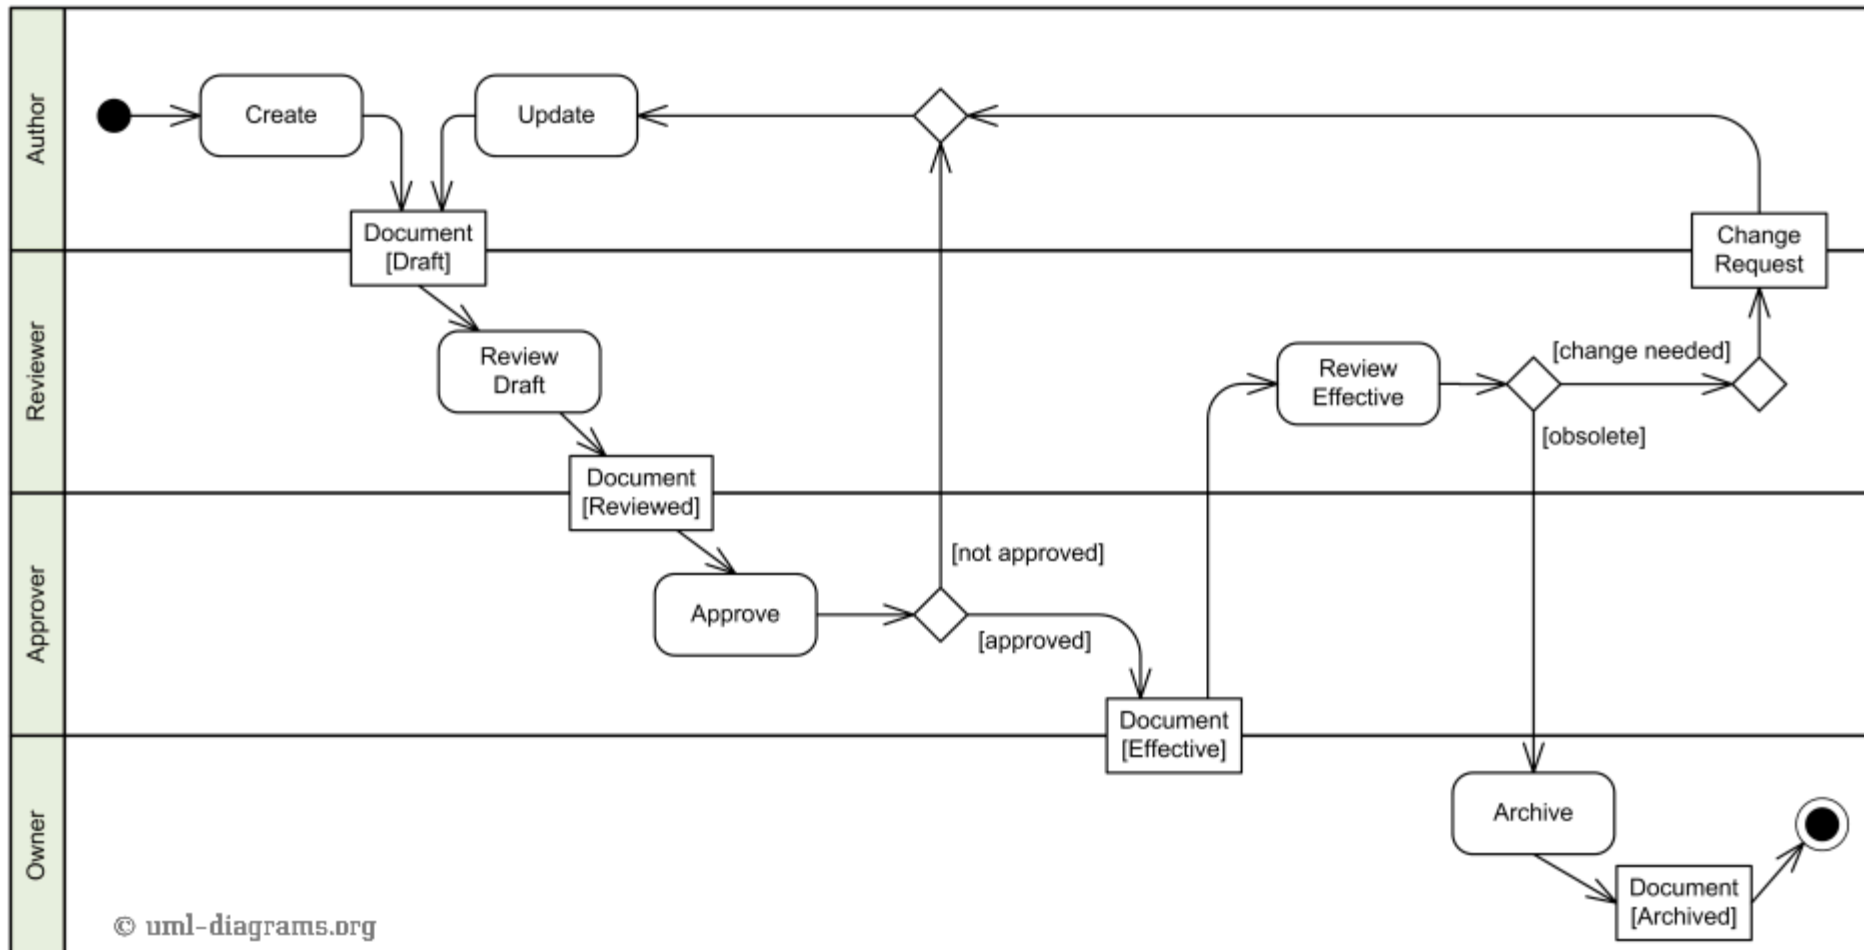 Author
Create
Update
Document
[Draft]
Change
Request
Reviewer
Review
Draft
Review
Effective
[change needed]
[obsolete]
Document
[Reviewed]
Approver
[not approved]
Approve
[approved]
Document
[Effective]
Owner
Archive
Document
[Archived]
© uml-diagrams.org